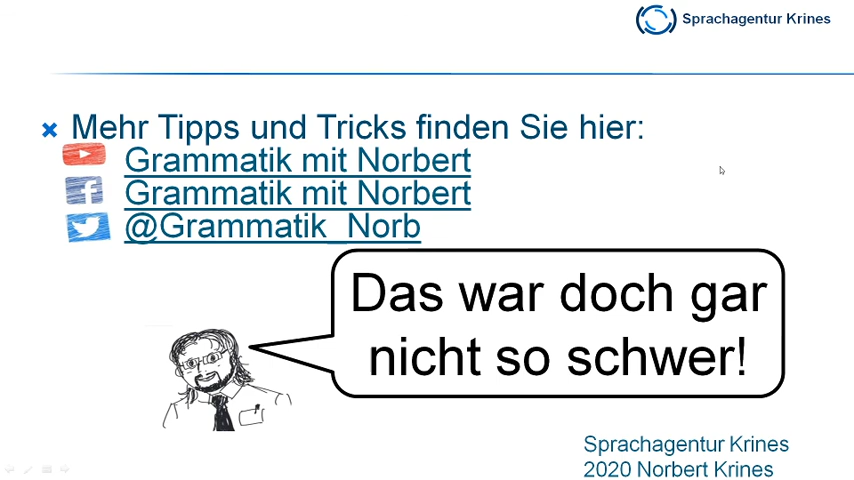 Sprachagentur Krines
Mehr Tipps und Tricks finden Sie hier:
Grammatik mit Norbert
Grammatik mit Norbert
@Grammatik_Norb
Das war doch gar
nicht so schwer!
Sprachagentur Krines
2020 Norbert Krines